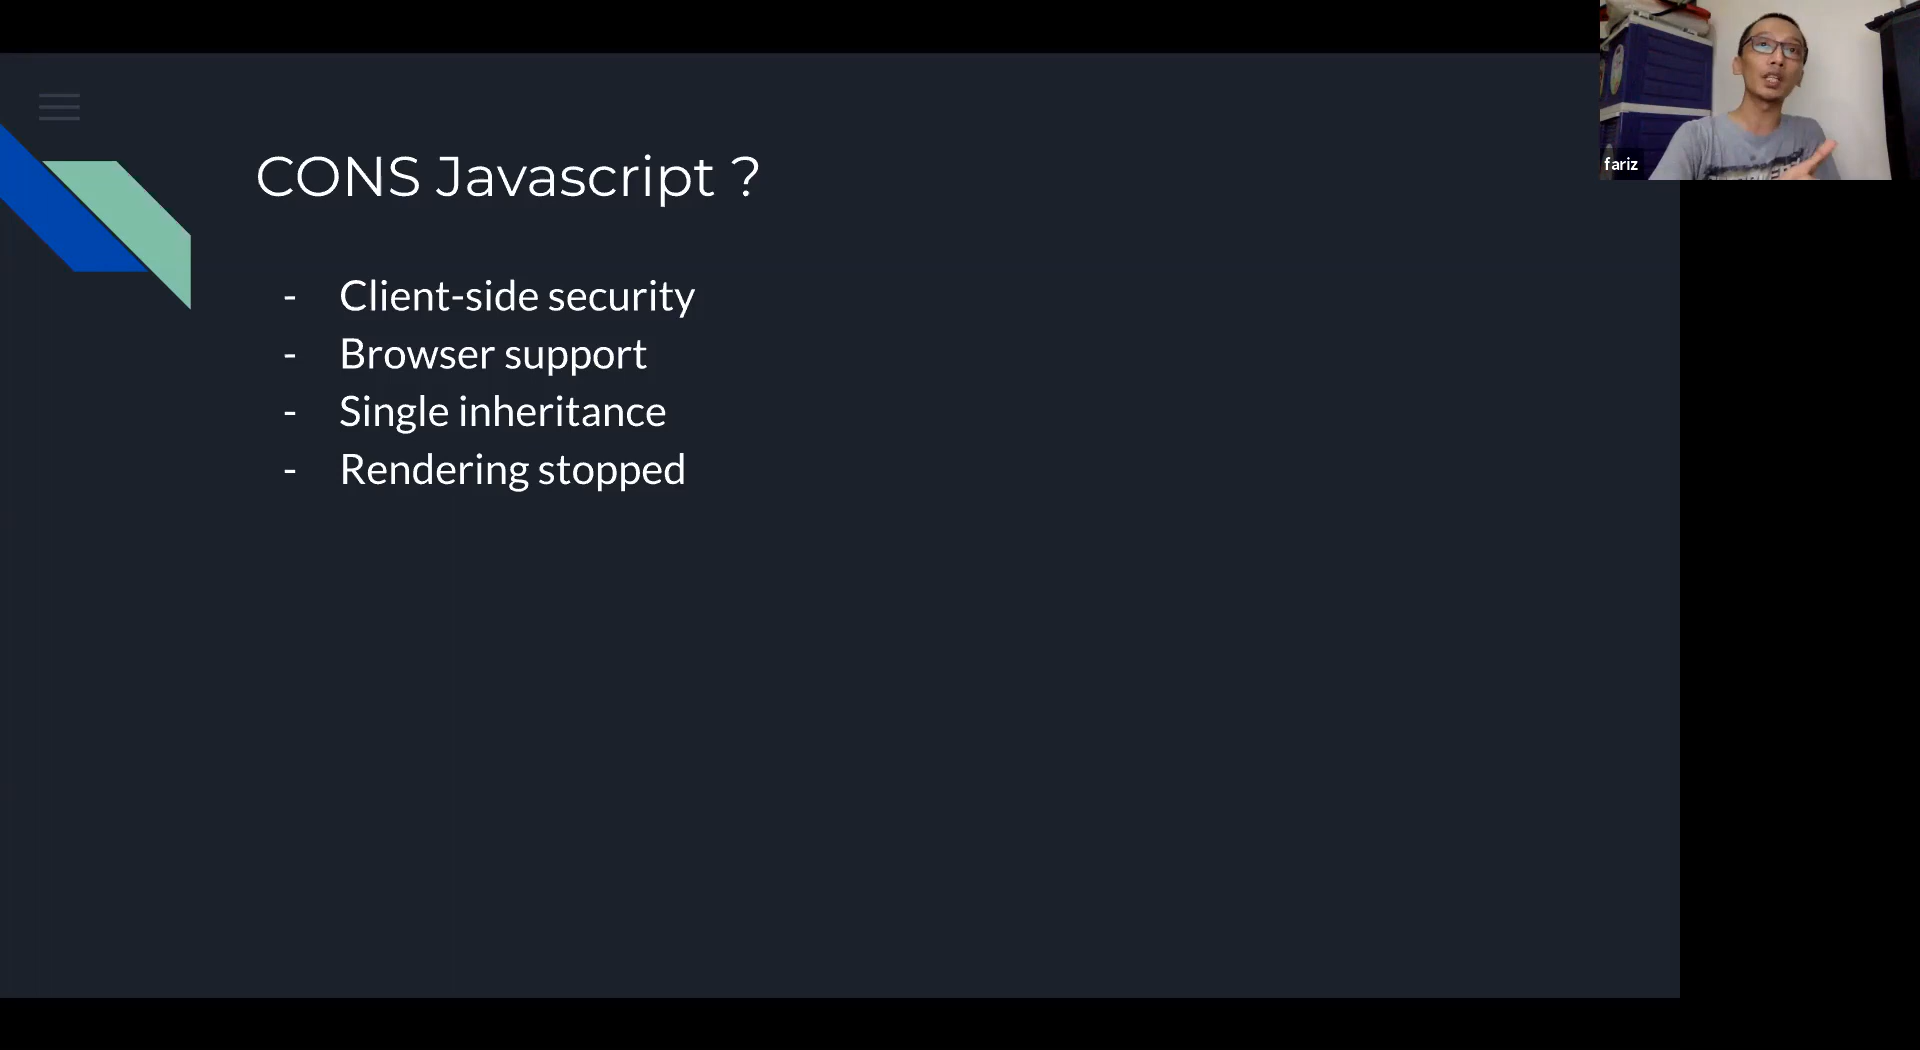 CONS Javascript ?
- Client-side security
- Browser support
- Single inheritance
- Rendering stopped
fariz